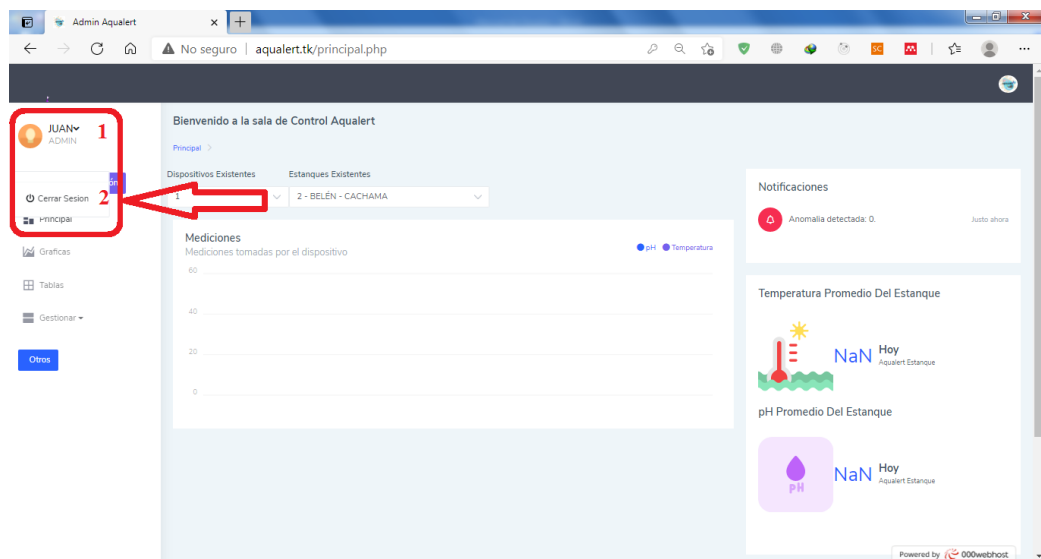 Admin Aqualert
No seguro | aqualert.tk/principal.php
JUAN
1
ADMIN
Cerrar Sesion
2
Principal
Graficas
Tablas
Gestionar
Otros
Bienvenido a la sala de Control Aqualert
Principal >
Dispositivos Existentes
Estanques Existentes
1
2 - BELÉN - CACHAMA
Mediciones
Mediciones tomadas por el dispositivo
pH
Temperatura
60
40
20
0
Notificaciones
Anomalia detectada: 0.
Justo ahora
Temperatura Promedio Del Estanque
NaN
Hoy
Aqualert Estanque
pH Promedio Del Estanque
PH
NaN
Hoy
Aqualert Estanque
Powered by 000webhost